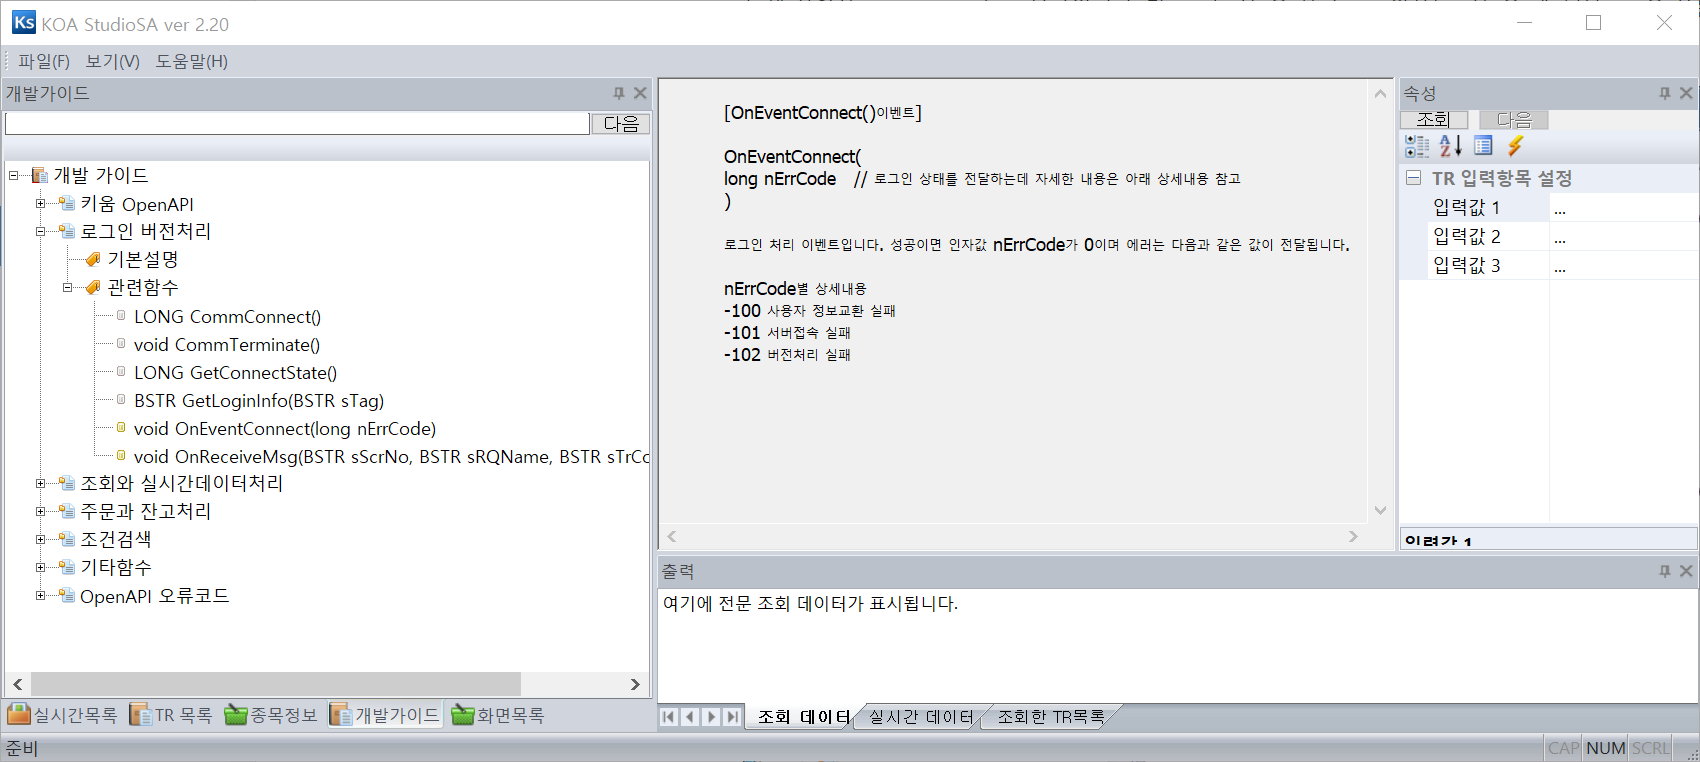 KOA StudioSA ver 2.20
파일(F) 보기(V) 도움말(H)
개발가이드
다음
개발 가이드
키움 OpenAPI
로그인 버전처리
기본설명
관련함수
LONG CommConnect()
void CommTerminate()
LONG GetConnectState()
BSTR GetLoginInfo(BSTR sTag)
void OnEventConnect(long nErrCode)
void OnReceiveMsg(BSTR sScrNo, BSTR sRQName, BSTR sTrCo
조회와 실시간데이터처리
주문과 잔고처리
조건검색
기타함수
OpenAPI 오류코드
실시간목록 TR 목록 종목정보 개발가이드 화면목록
[OnEventConnect()이벤트]
OnEventConnect(
long nErrCode // 로그인 상태를 전달하는데 자세한 내용은 아래 상세내용 참고
)
로그인 처리 이벤트입니다. 성공이면 인자값 nErrCode가 0이며 에러는 다음과 같은 값이 전달됩니다.
nErrCode별 상세내용
-100 사용자 정보교환 실패
-101 서버접속 실패
-102 버전처리 실패
속성
조회 다음
TR 입력항목 설정
입력값 1 ...
입력값 2 ...
입력값 3 ...
입력값 1
출력
여기에 전문 조회 데이터가 표시됩니다.
조회 데이터 실시간 데이터 조회한 TR목록
준비
CAP NUM SCRL